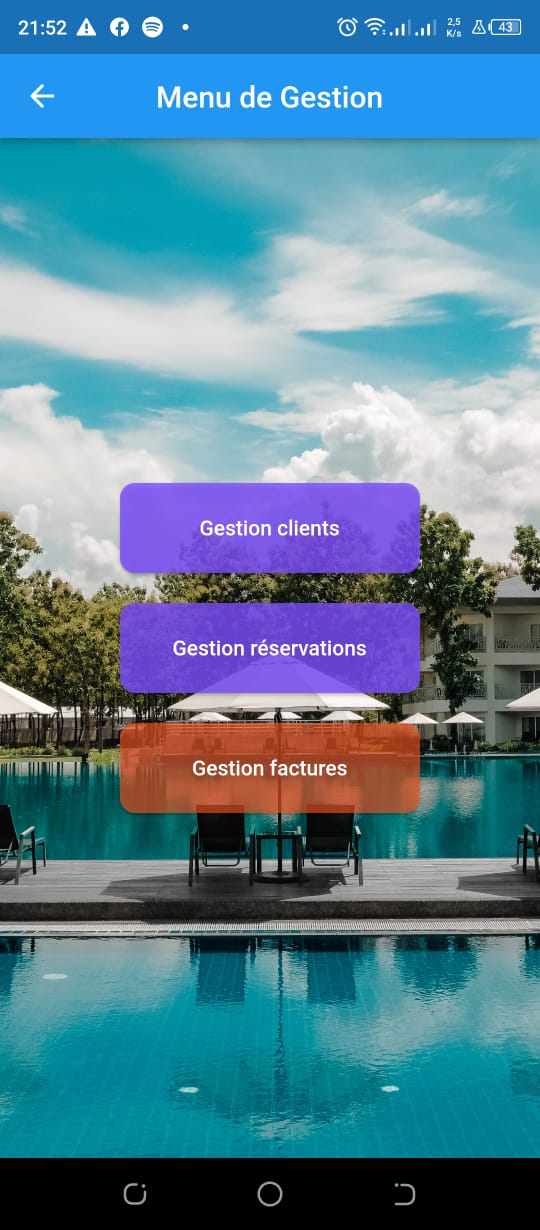 21:52
2,5
K/s
43
Menu de Gestion
Gestion clients
Gestion réservations
Gestion factures